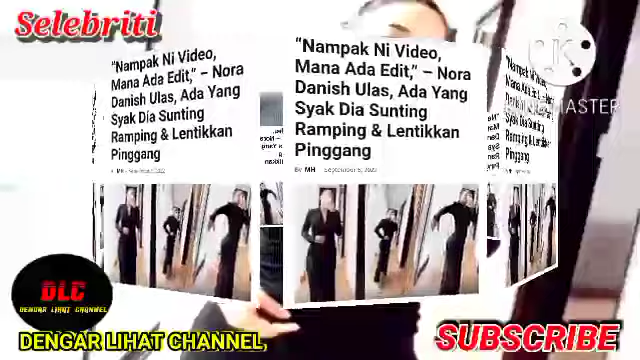 Selebriti
“Nampak Ni Video,
Mana Ada Edit,” – Nora
Danish Ulas, Ada Yang
Syak Dia Sunting
Ramping & Lentikkan
Pinggang
“Nampak Ni Video,
Mana Ada Edit,” – Nora
Danish Ulas, Ada Yang
Syak Dia Sunting
Ramping & Lentikkan
Pinggang
By MH
DLC
DENGAR LIHAT CHANNEL
DENGAR LIHAT CHANNEL,
SUBSCRIBE